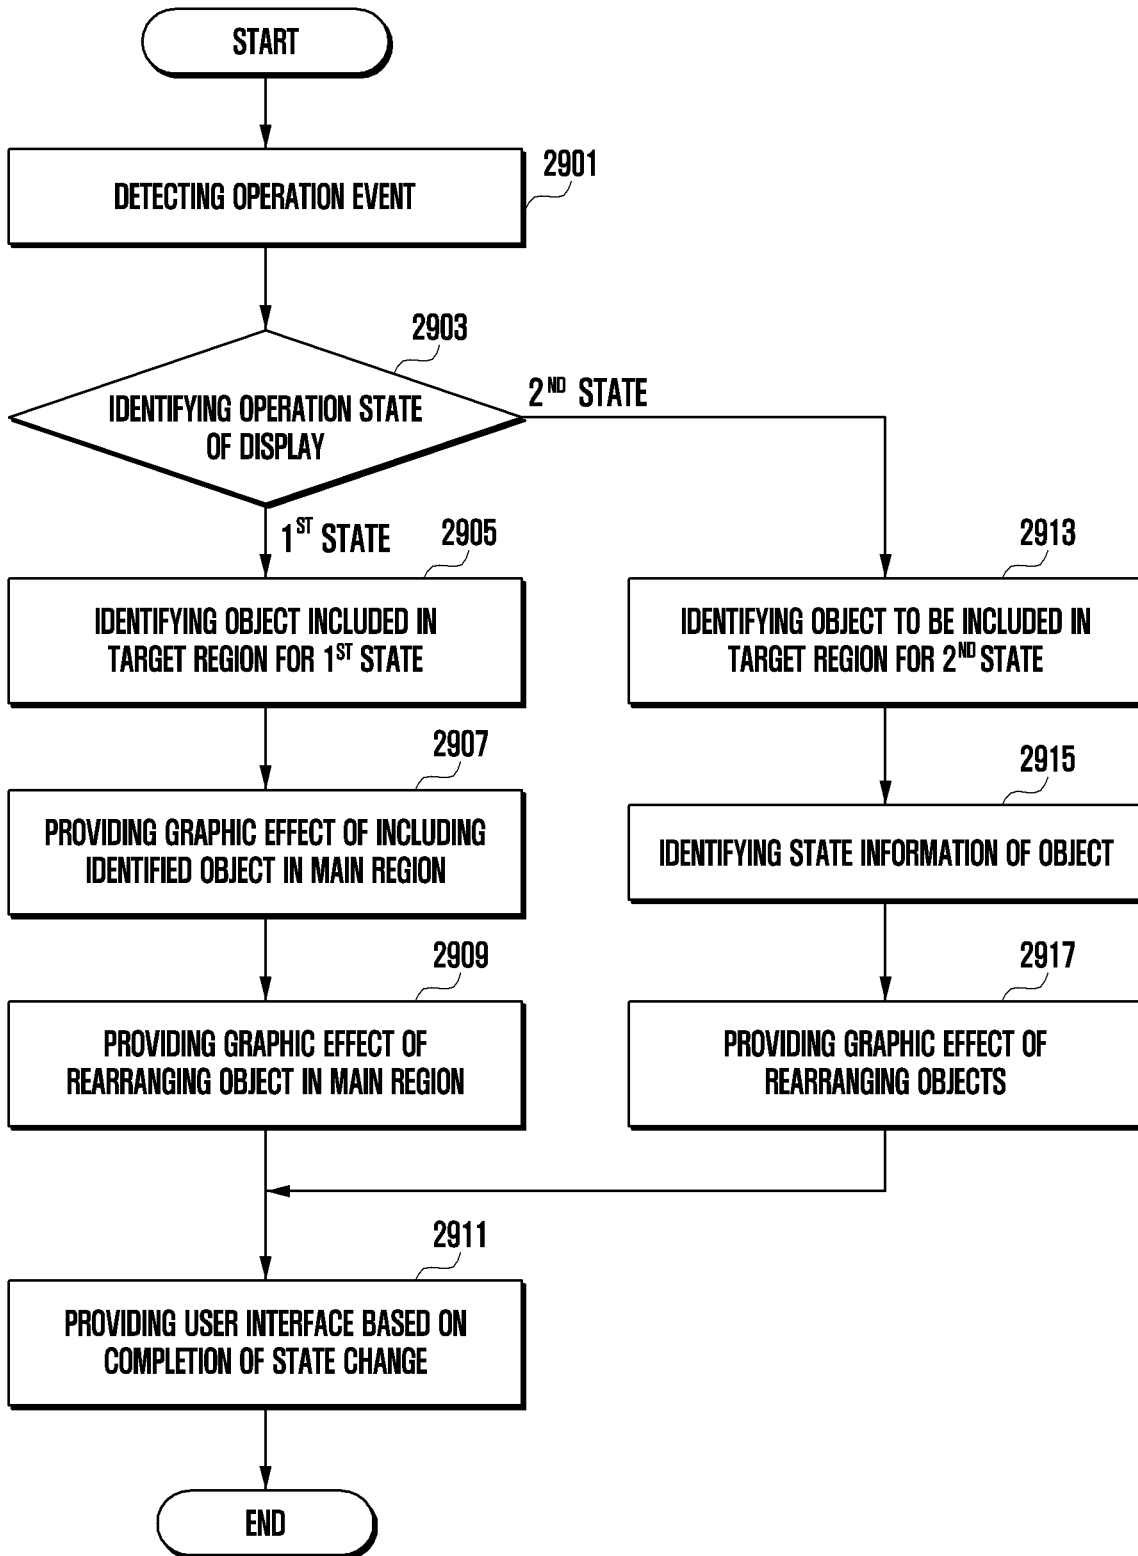 START
2901
DETECTING OPERATION EVENT
2903
IDENTIFYING OPERATION STATE
OF DISPLAY
2ND STATE
1ST STATE
2905
IDENTIFYING OBJECT INCLUDED IN
TARGET REGION FOR 1ST STATE
2907
PROVIDING GRAPHIC EFFECT OF INCLUDING
IDENTIFIED OBJECT IN MAIN REGION
2909
PROVIDING GRAPHIC EFFECT OF
REARRANGING OBJECT IN MAIN REGION
2913
IDENTIFYING OBJECT TO BE INCLUDED IN
TARGET REGION FOR 2ND STATE
2915
IDENTIFYING STATE INFORMATION OF OBJECT
2917
PROVIDING GRAPHIC EFFECT OF
REARRANGING OBJECTS
2911
PROVIDING USER INTERFACE BASED ON
COMPLETION OF STATE CHANGE
END